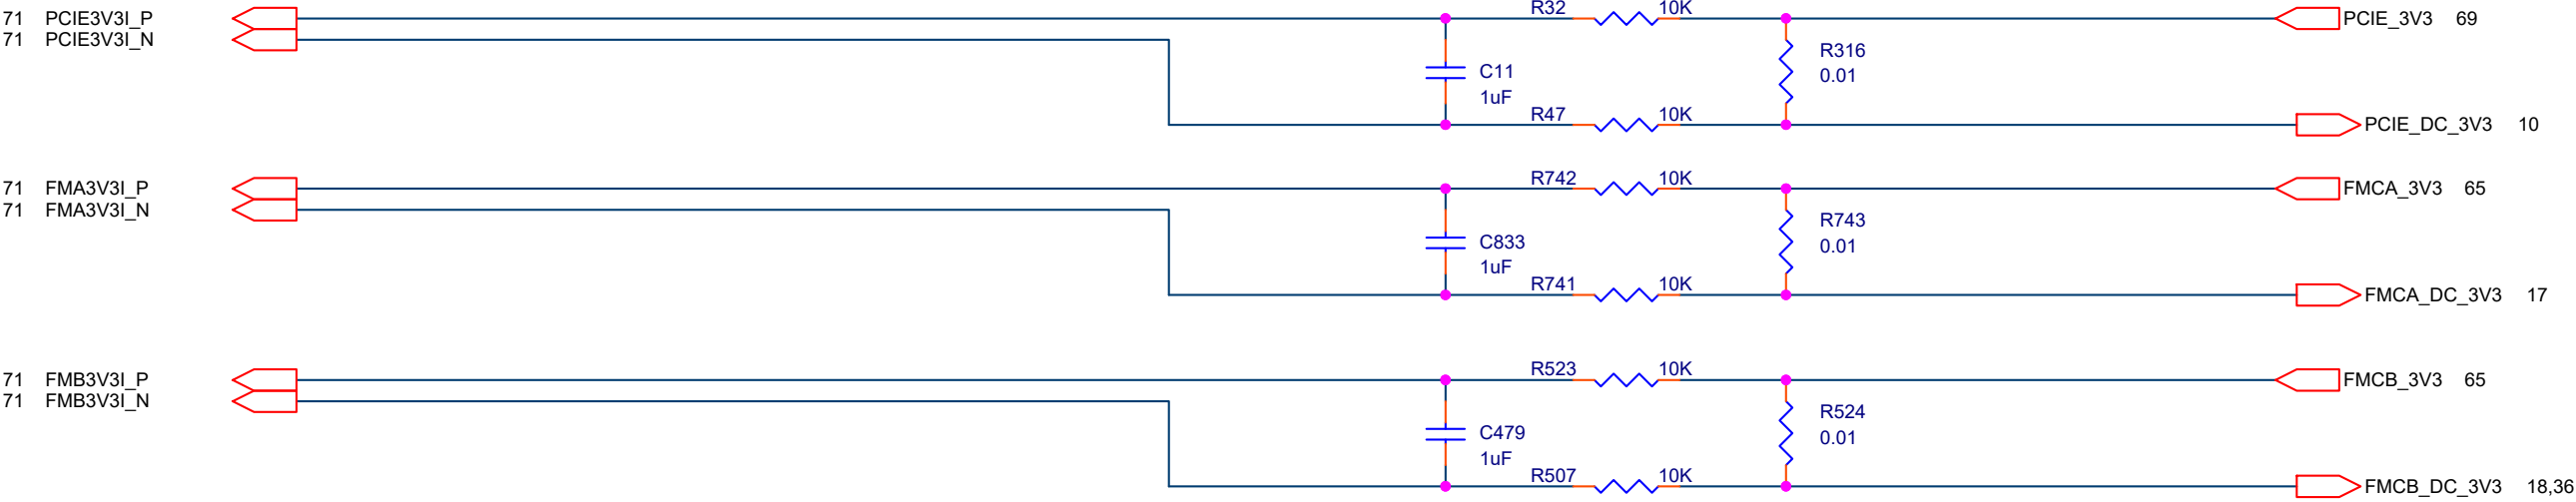 71 PCIE3V3I_P R32 10K PCIE_3V3 69
71 PCIE3V3I_N
R316
0.01
C11
1uF
R47 10K PCIE_DC_3V3 10
71 FMA3V3I_P R742 10K FMCA_3V3 65
71 FMA3V3I_N
R743
0.01
C833
1uF
R741 10K FMCA_DC_3V3 17
71 FMB3V3I_P R523 10K FMCB_3V3 65
71 FMB3V3I_N
R524
0.01
C479
1uF
R507 10K FMCB_DC_3V3 18,36